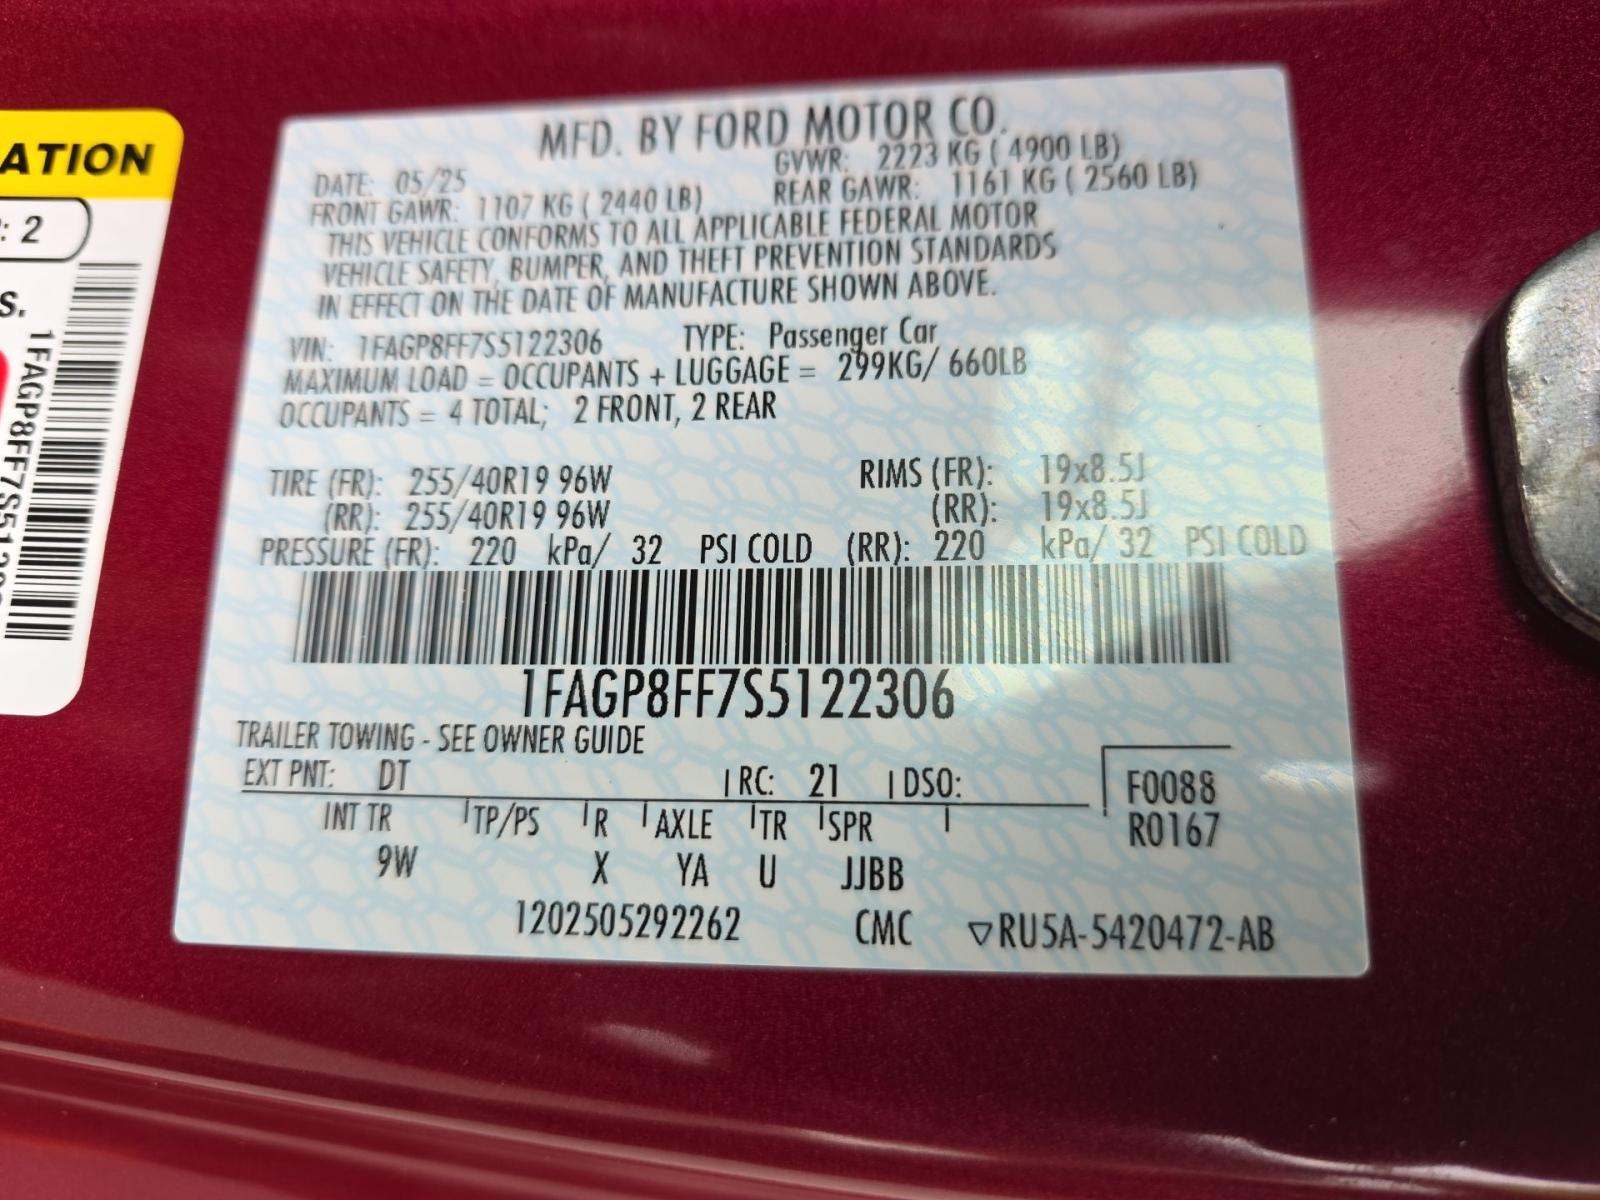 ATION
: 2
S.
1FAGP8FF7S51223
MFD. BY FORD MOTOR CO.
DATE: 05/25 GVWR: 2223 KG ( 4900 LB)
FRONT GAWR: 1107 KG ( 2440 LB) REAR GAWR: 1161 KG ( 2560 LB)
THIS VEHICLE CONFORMS TO ALL APPLICABLE FEDERAL MOTOR
VEHICLE SAFETY, BUMPER, AND THEFT PREVENTION STANDARDS
IN EFFECT ON THE DATE OF MANUFACTURE SHOWN ABOVE.
VIN: 1FAGP8FF7S5122306 TYPE: Passenger Car
MAXIMUM LOAD = OCCUPANTS + LUGGAGE = 299KG/ 660LB
OCCUPANTS = 4 TOTAL; 2 FRONT, 2 REAR
TIRE (FR): 255/40R19 96W RIMS (FR): 19x8.5J
(RR): 255/40R19 96W (RR): 19x8.5J
PRESSURE (FR): 220 kPa/ 32 PSI COLD (RR): 220 kPa/ 32 PSI COLD
1FAGP8FF7S5122306
TRAILER TOWING - SEE OWNER GUIDE
EXT PNT: DT RC: 21 DSO: F0088
INT TR TP/PS R AXLE TR SPR R0167
9W X YA U JJBB
1202505292262 CMC ▽RU5A-5420472-AB